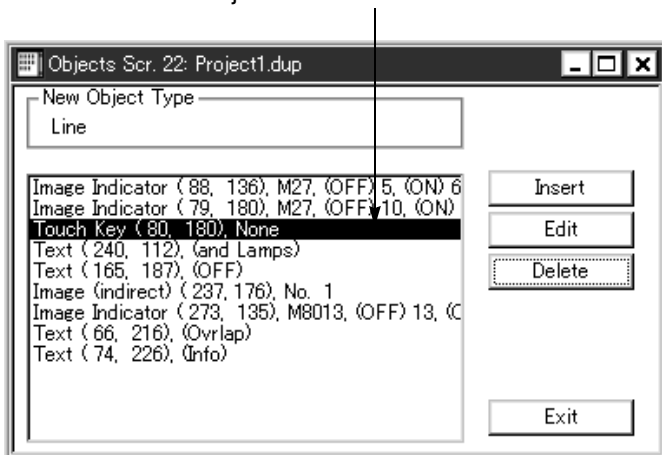 Objects Scr. 22: Project1.dup
New Object Type
Line
Image Indicator ( 88, 136), M27, (OFF) 5, (ON) 6
Image Indicator ( 79, 180), M27, (OFF) 10, (ON)
Touch Key ( 80, 180), None
Text ( 240, 112), (and Lamps)
Text ( 165, 187), (OFF)
Image (indirect) ( 237, 176), No. 1
Image Indicator ( 273, 135), M8013, (OFF) 13, (O
Text ( 66, 216), (Ovrlap)
Text ( 74, 226), (Info)
Insert
Edit
Delete
Exit